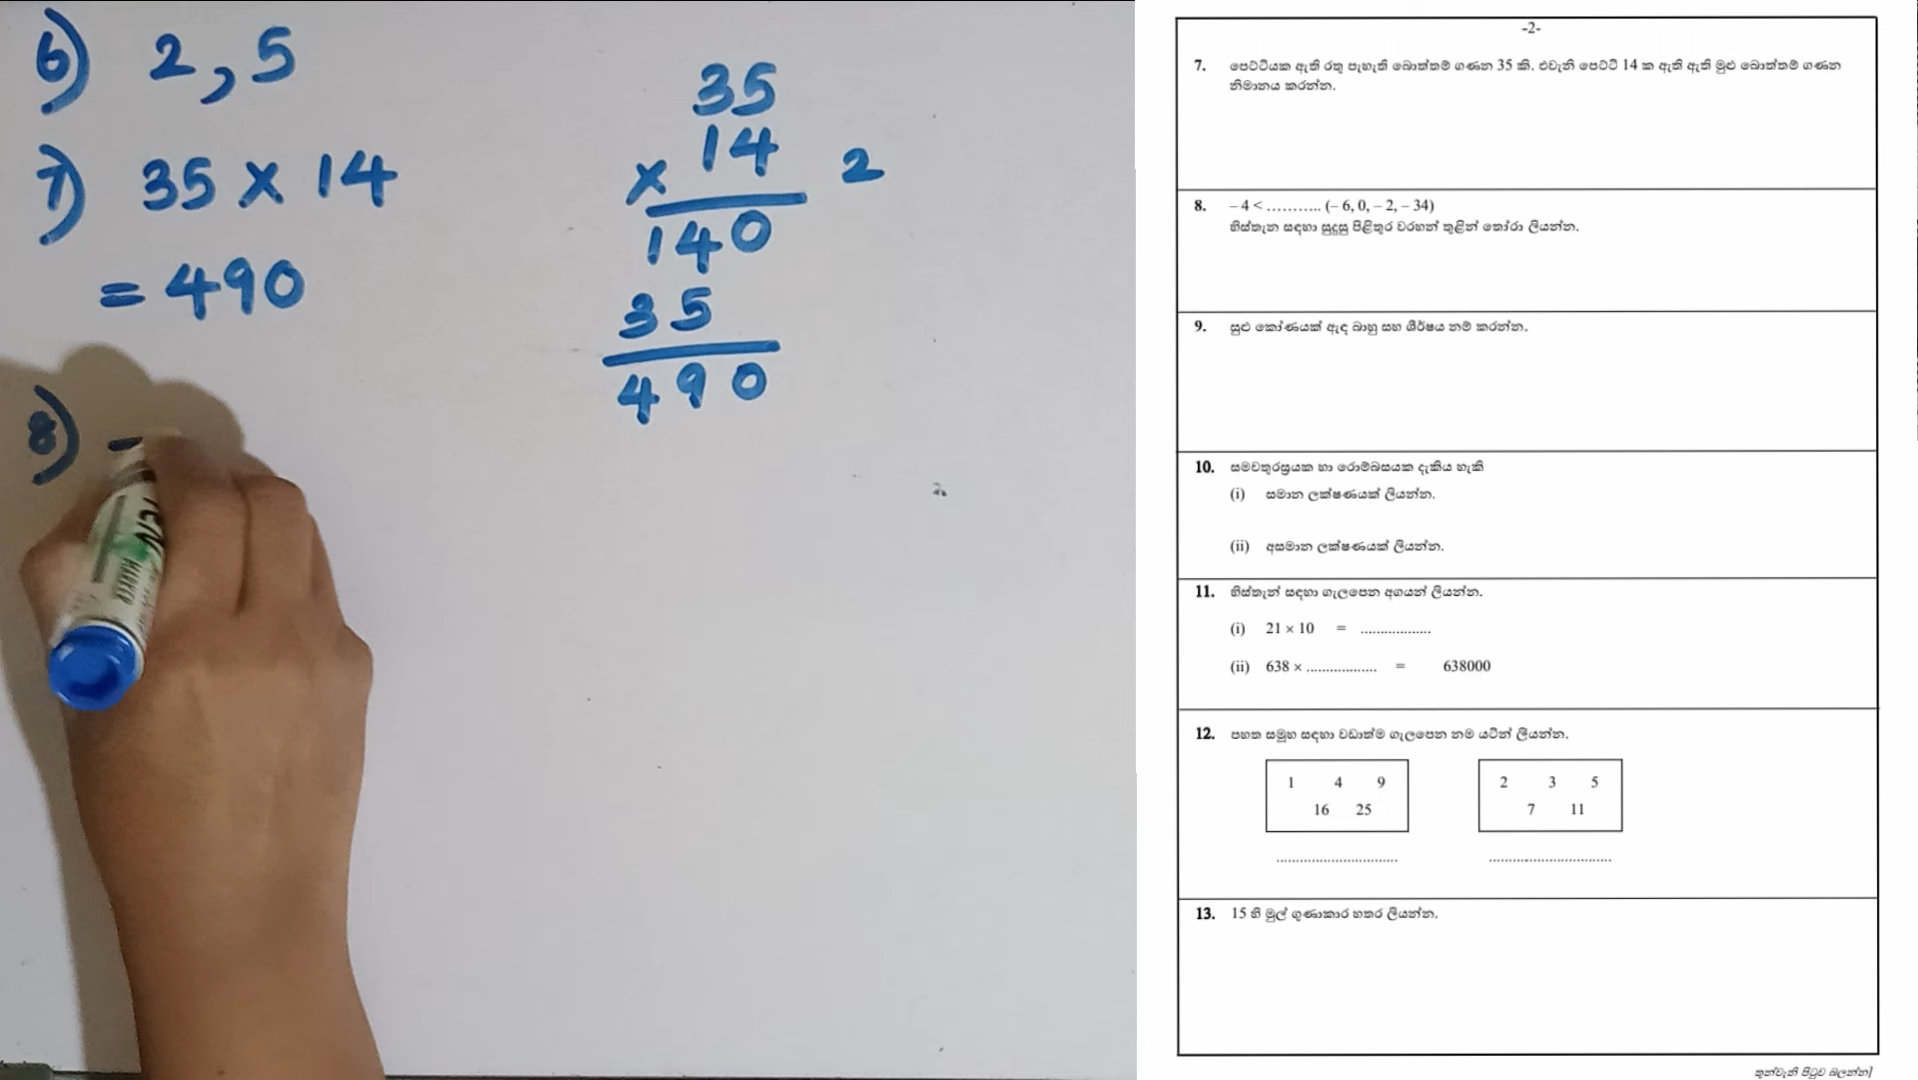 6) 2, 5
7) 35 × 14
= 490
35
× 14 2
140
35
490
8) -
PEN
MARKER
-2-
7. පෙට්ටියක ඇති රතු පැහැති බොත්තම් ගණන 35 කි. එවැනි පෙට්ටි 14 ක ඇති ඇති මුළු බොත්තම් ගණන
නිමානය කරන්න.
8. – 4 < ……….. (– 6, 0, – 2, – 34)
හිස්තැන සඳහා සුදුසු පිළිතුර වරහන් තුළින් තෝරා ලියන්න.
9. සුළු කෝණයක් ඇඳ බාහු සහ ශීර්ෂය නම් කරන්න.
10. සමචතුරස්‍රයක හා රොම්බසයක දැකිය හැකි
(i) සමාන ලක්ෂණයක් ලියන්න.
(ii) අසමාන ලක්ෂණයක් ලියන්න.
11. හිස්තැන් සඳහා ගැලපෙන අගයන් ලියන්න.
(i) 21 × 10 = ..................
(ii) 638 × .................. = 638000
12. පහත සමූහ සඳහා වඩාත්ම ගැලපෙන නම යටින් ලියන්න.
1 4 9 2 3 5
16 25 7 11
............................... ...............................
13. 15 හි මුල් ගුණාකාර හතර ලියන්න.
තුන්වැනි පිටුව බලන්න]